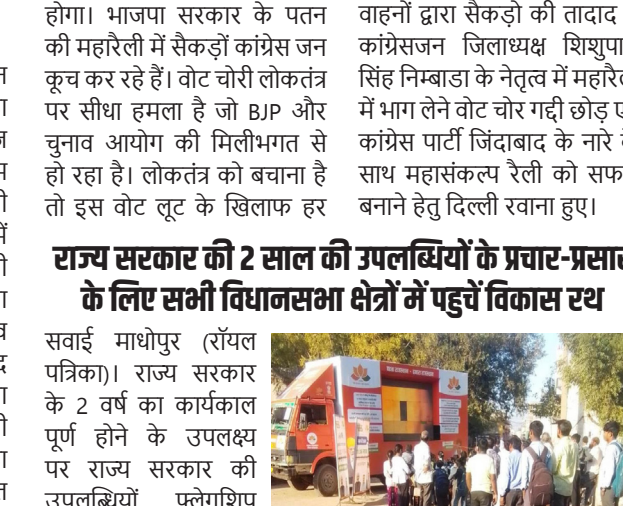 होगा। भाजपा सरकार के पतन
की महारैली में सैकड़ों कांग्रेस जन
कूच कर रहे हैं। वोट चोरी लोकतंत्र
पर सीधा हमला है जो BJP और
चुनाव आयोग की मिलीभगत से
हो रहा है। लोकतंत्र को बचाना है
तो इस वोट लूट के खिलाफ हर
वाहनों द्वारा सैकड़ो की तादाद
कांग्रेसजन जिलाध्यक्ष
सिंह निम्बाडा के नेतृत्व में
में भाग लेने वोट चोर गद्दी छोड़
कांग्रेस पार्टी जिंदाबाद के नारे
साथ महासंकल्प रैली को
बनाने हेतु दिल्ली रवाना हुए।
राज्य सरकार की 2 साल की उपलब्धियों के प्रचार-प्रसार
के लिए सभी विधानसभा क्षेत्रों में पहुचें विकास रथ
सवाई माधोपुर (रॉयल
पत्रिका)। राज्य सरकार
के 2 वर्ष का कार्यकाल
पूर्ण होने के उपलक्ष्य
पर राज्य सरकार की
उपलब्धियों, फ्लेगशिप